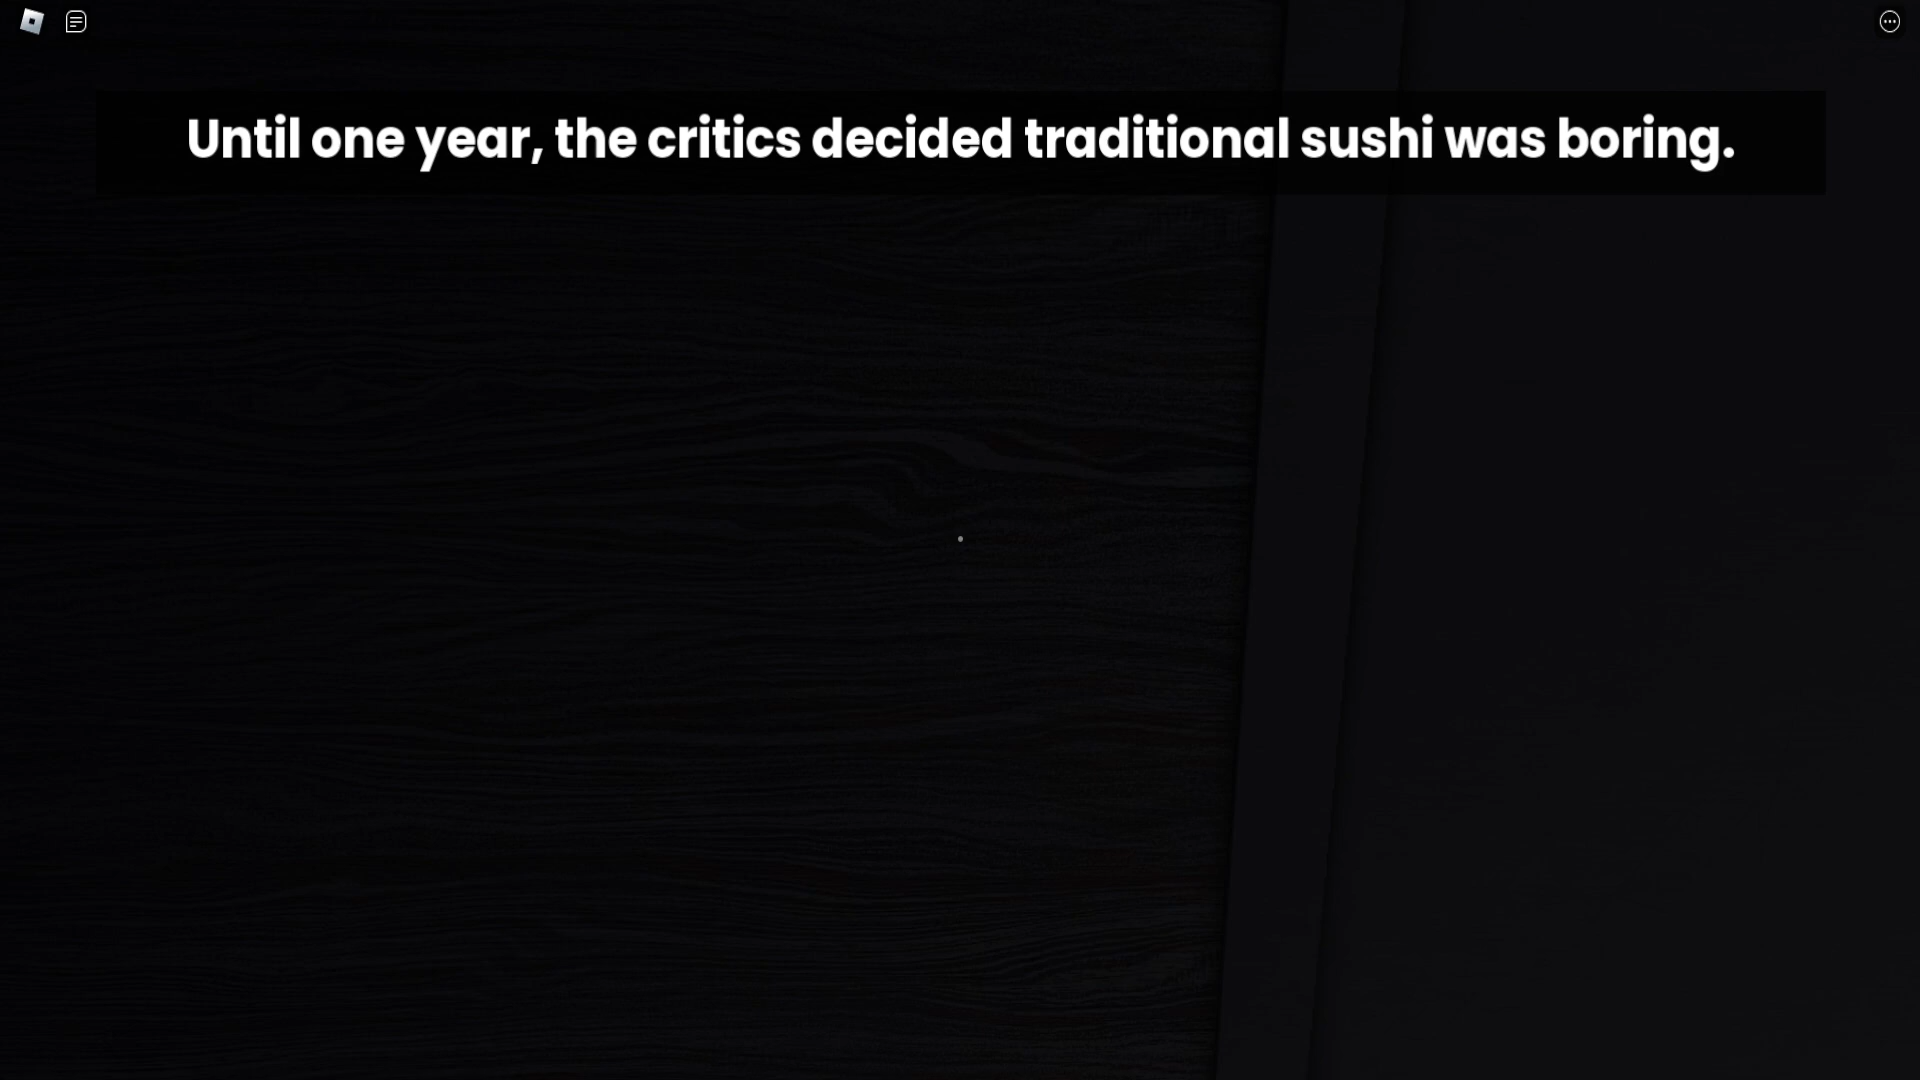 Until one year, the critics decided traditional sushi was boring.